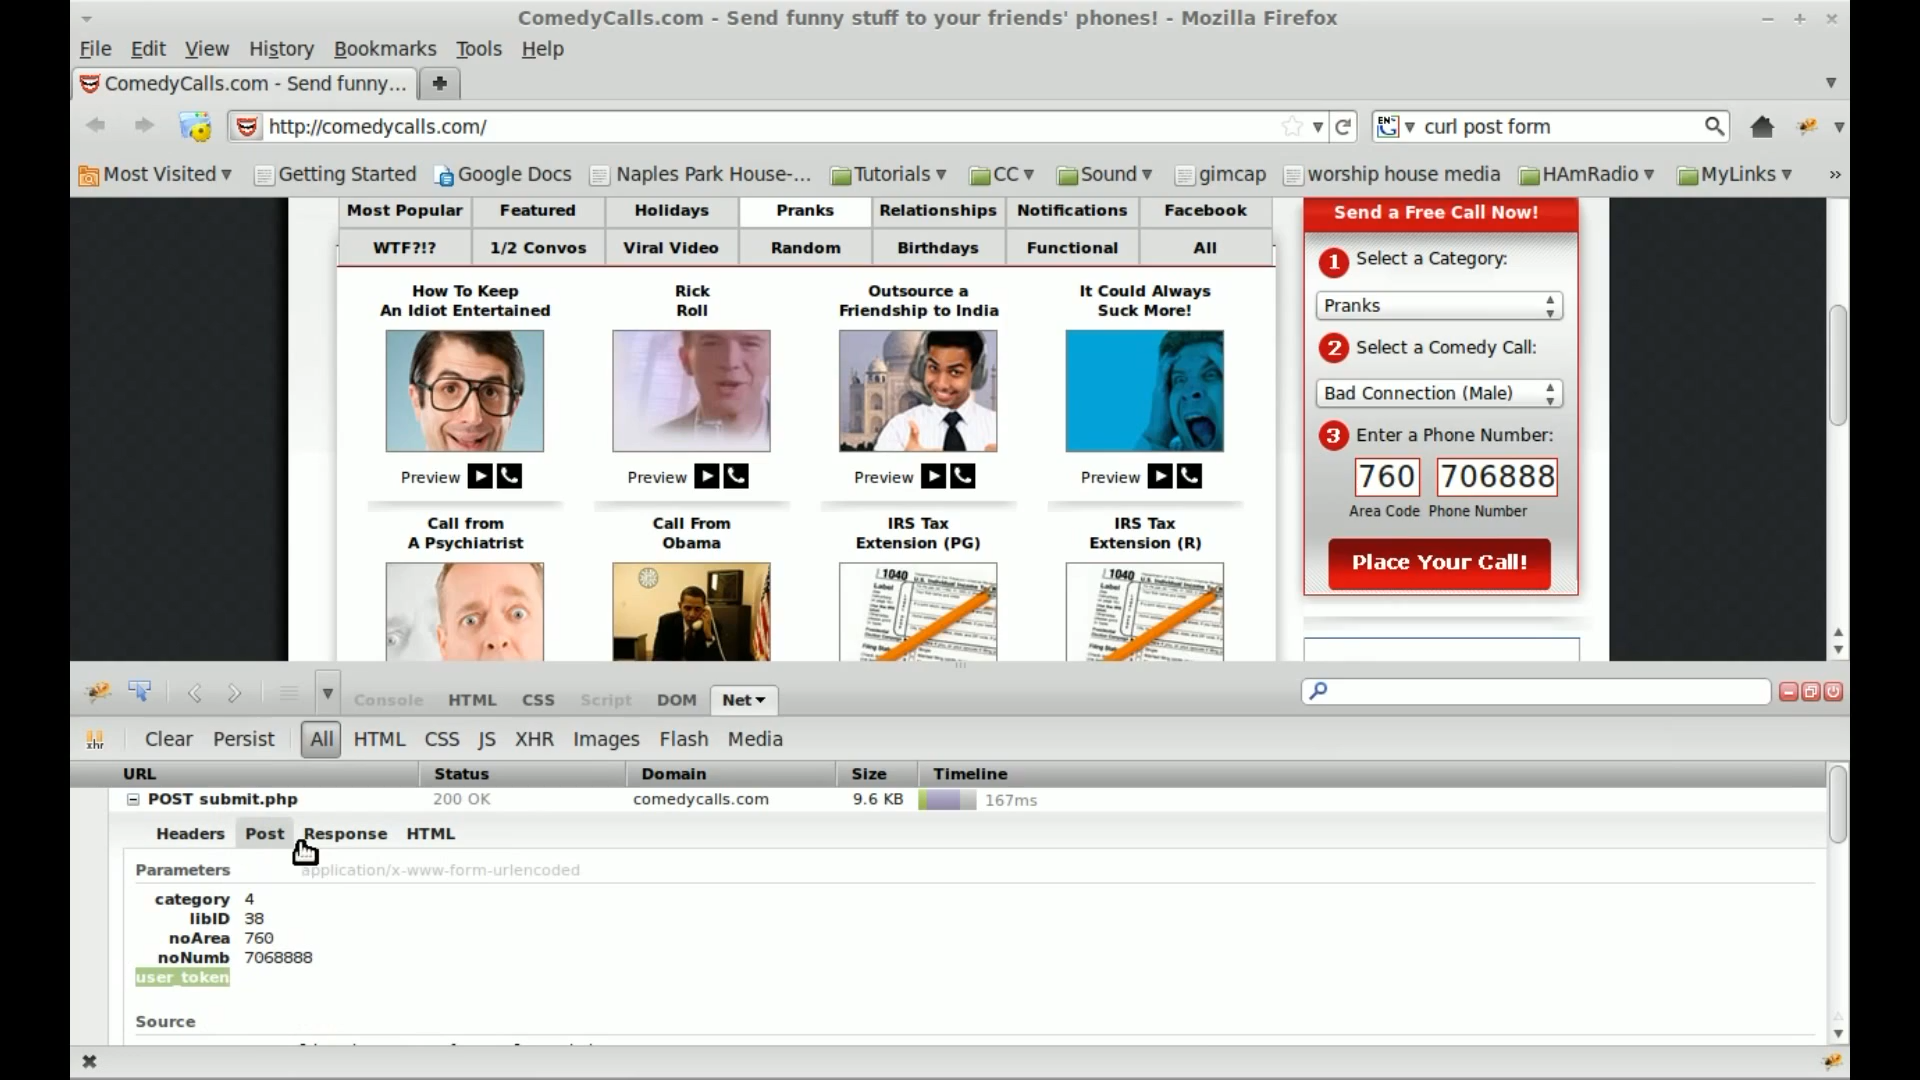 ComedyCalls.com - Send funny stuff to your friends' phones! - Mozilla Firefox
File Edit View History Bookmarks Tools Help
ComedyCalls.com - Send funny...
http://comedycalls.com/
curl post form
Most Visited Getting Started Google Docs Naples Park House-... Tutorials CC Sound gimcap worship house media HAmRadio MyLinks »
Most Popular Featured Holidays Pranks Relationships Notifications Facebook
WTF?!? 1/2 Convos Viral Video Random Birthdays Functional All
How To Keep
An Idiot Entertained
Rick
Roll
Outsource a
Friendship to India
It Could Always
Suck More!
Preview Preview Preview Preview
Call from
A Psychiatrist
Call From
Obama
IRS Tax
Extension (PG)
IRS Tax
Extension (R)
1040
Label
1040
Label
Send a Free Call Now!
1 Select a Category:
Pranks
2 Select a Comedy Call:
Bad Connection (Male)
3 Enter a Phone Number:
760 706888
Area Code Phone Number
Place Your Call!
Console HTML CSS Script DOM Net
xhr Clear Persist All HTML CSS JS XHR Images Flash Media
URL Status Domain Size Timeline
POST submit.php 200 OK comedycalls.com 9.6 KB 167ms
Headers Post Response HTML
Parameters application/x-www-form-urlencoded
category 4
libID 38
noArea 760
noNumb 7068888
user_token
Source